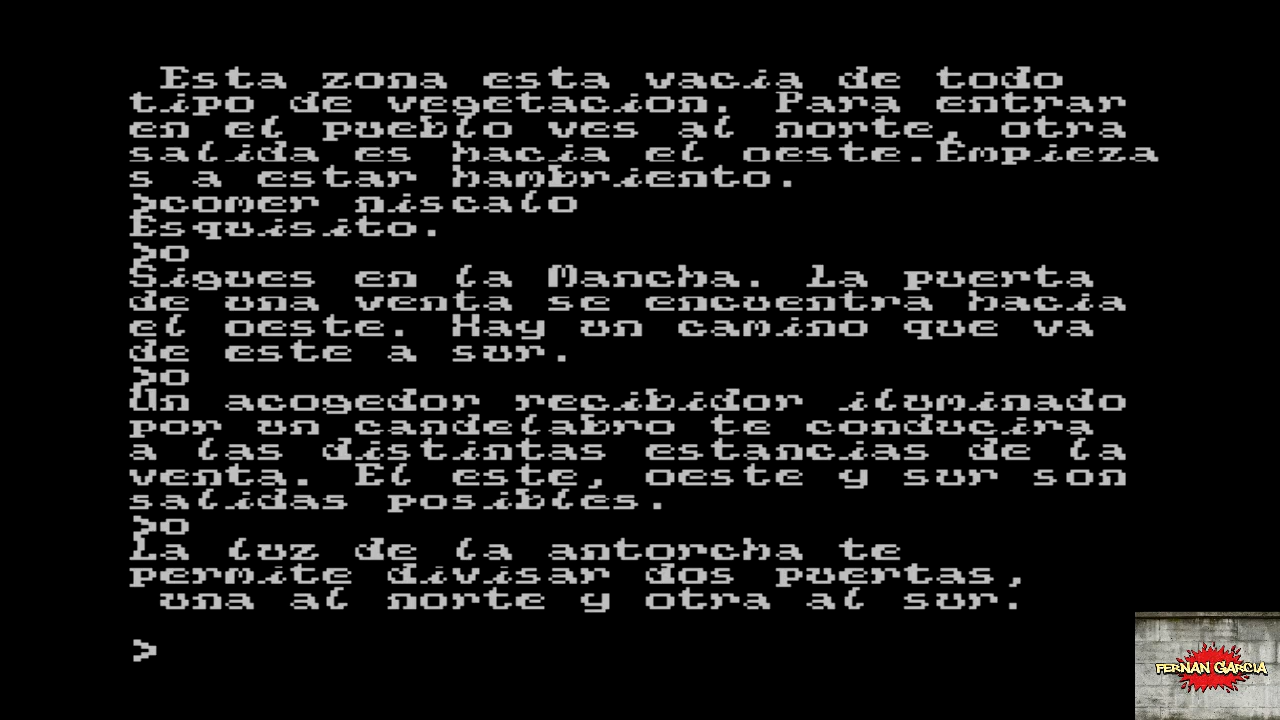 Esta zona esta vacia de todo
tipo de vegetacion. Para entrar
en el pueblo ves al norte, otra
salida es hacia el oeste.Empieza
s a estar hambriento.
>comer niscalo
Esquisito.
>o
Sigues en la Mancha. La puerta
de una venta se encuentra hacia
el oeste. Hay un camino que va
de este a sur.
>o
Un acogedor recibidor iluminado
por un candelabro te conducira
a las distintas estancias de la
venta. El este, oeste y sur son
salidas posibles.
>o
La luz de la antorcha te
permite divisar dos puertas,
una al norte y otra al sur.
>
FERNAN GARCIA